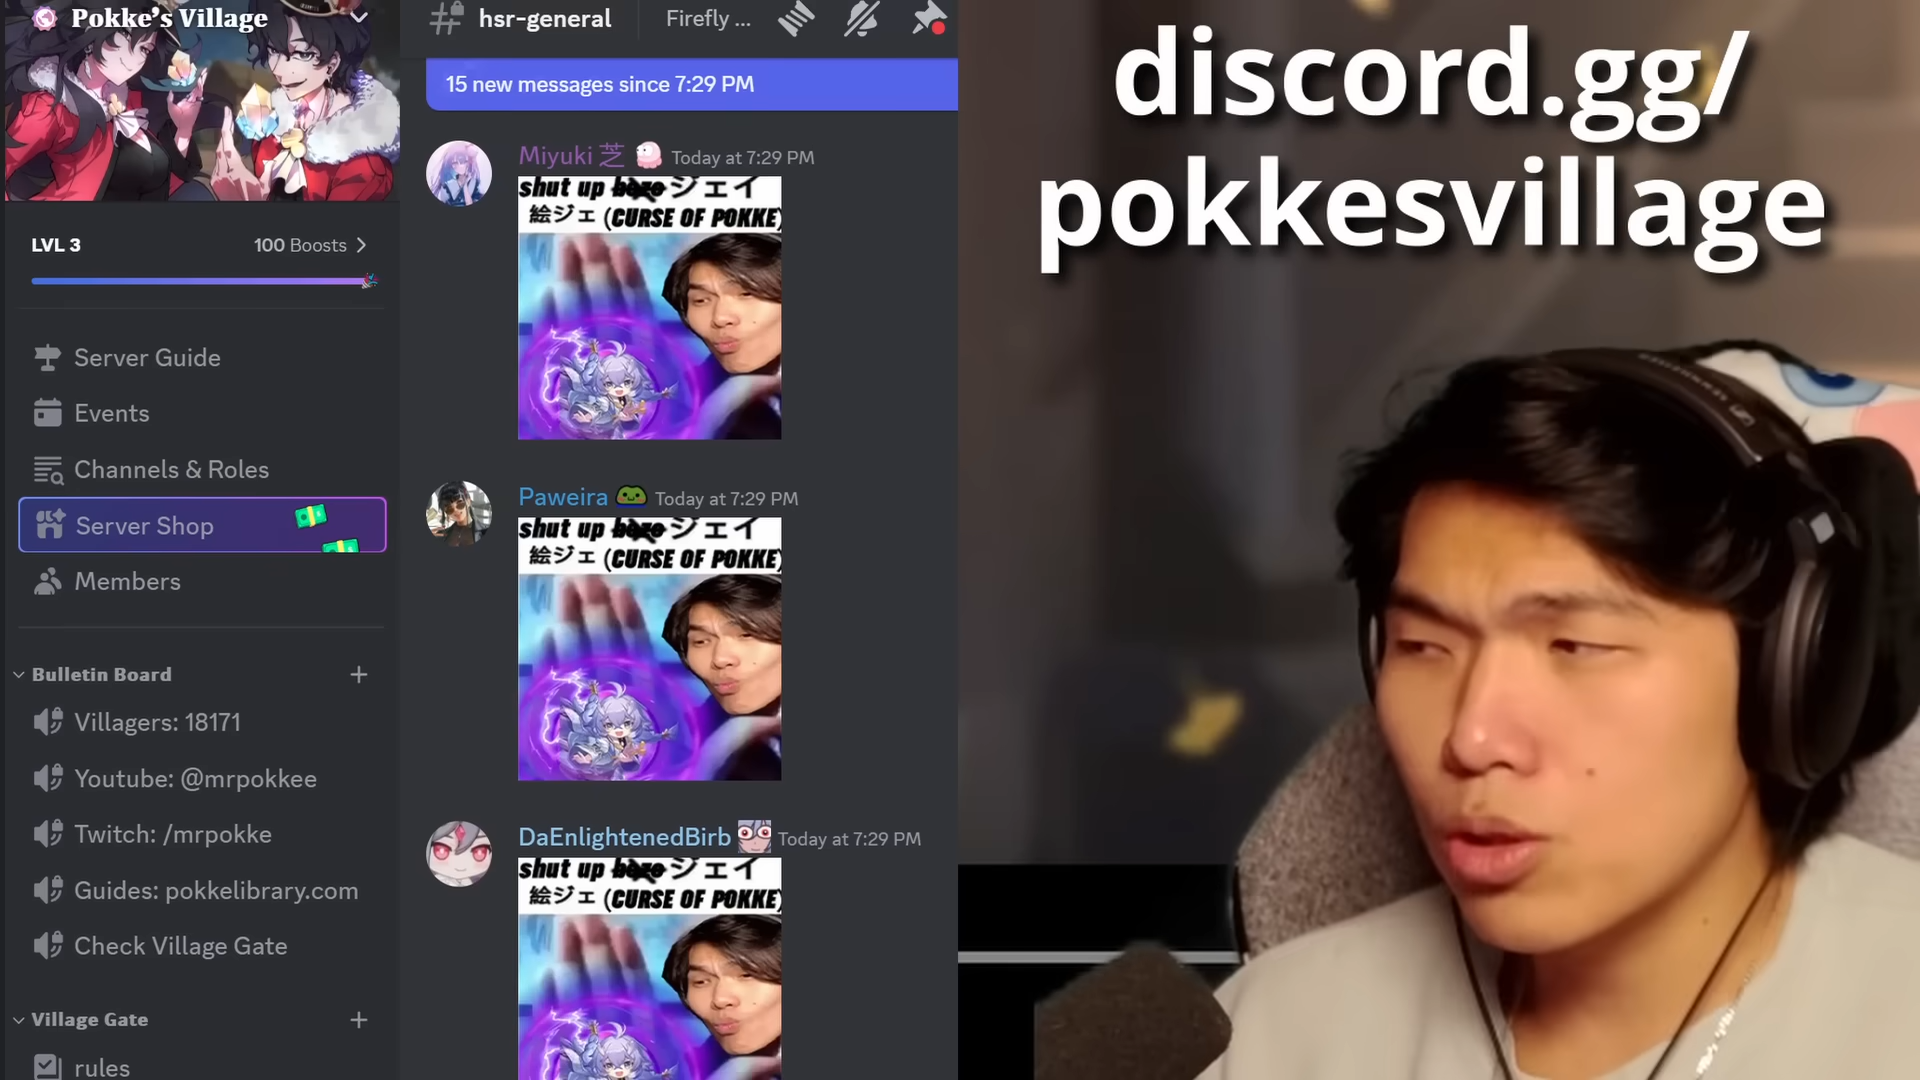 Pokke's Village
LVL 3
100 Boosts
Server Guide
Events
Channels & Roles
Server Shop
Members
Bulletin Board
Villagers: 18171
Youtube: @mrpokkee
Twitch: /mrpokke
Guides: pokkelibrary.com
Check Village Gate
Village Gate
rules
hsr-general
Firefly ...
15 new messages since 7:29 PM
Miyuki 芝 Today at 7:29 PM
shut up bozo ジェイ
絵ジェ (CURSE OF POKKE)
Paweira Today at 7:29 PM
shut up bozo ジェイ
絵ジェ (CURSE OF POKKE)
DaEnlightenedBirb Today at 7:29 PM
shut up bozo ジェイ
絵ジェ (CURSE OF POKKE)
discord.gg/
pokkesvillage